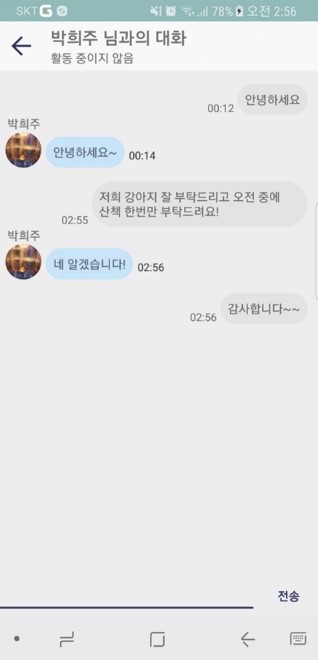 SKT G 78% 오전 2:56
박희주 님과의 대화
활동 중이지 않음
00:12 안녕하세요
박희주
안녕하세요~ 00:14
저희 강아지 잘 부탁드리고 오전 중에
산책 한번만 부탁드려요!
02:55
박희주
네 알겠습니다! 02:56
02:56 감사합니다~~
전송